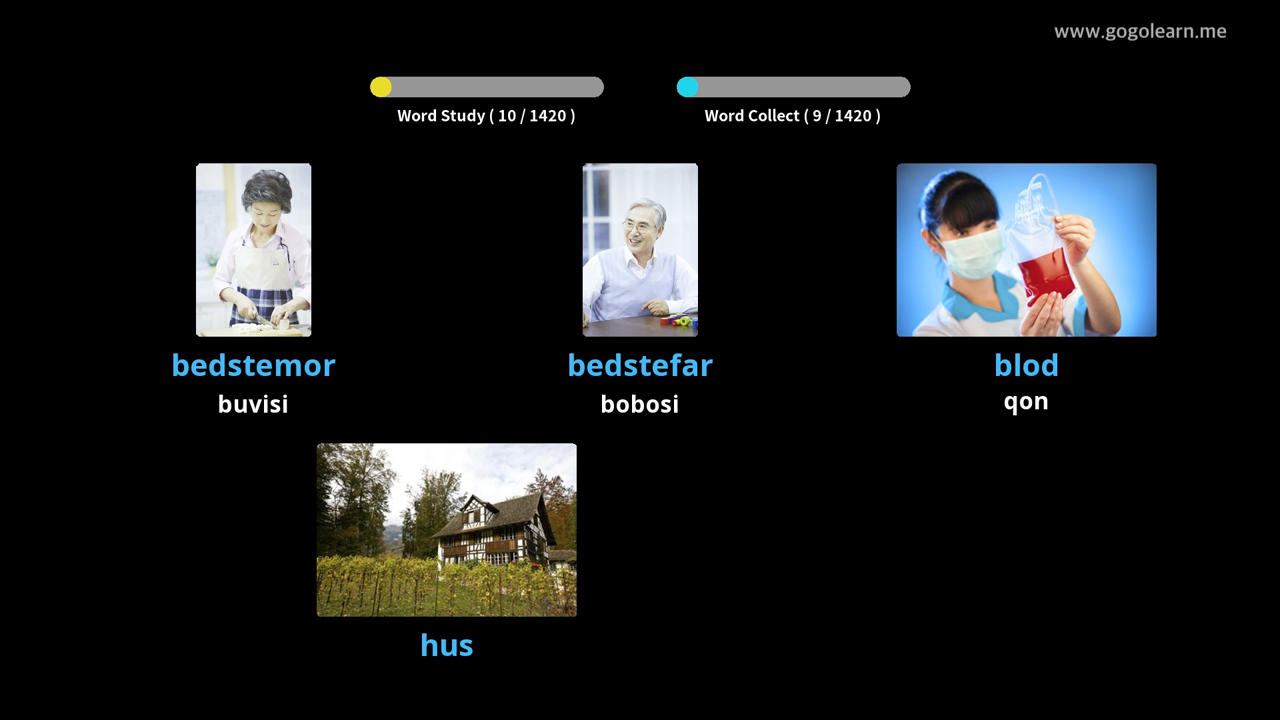 www.gogolearn.me
Word Study ( 10 / 1420 )
Word Collect ( 9 / 1420 )
bedstemor
buvisi
bedstefar
bobosi
blod
qon
hus